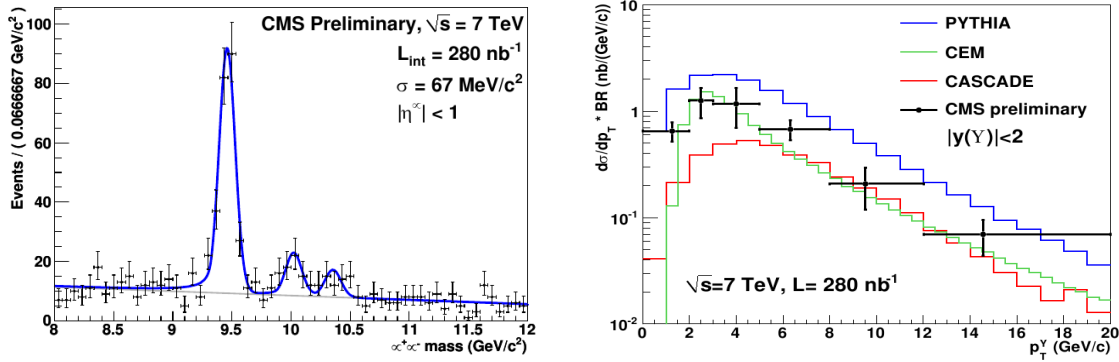 CMS Preliminary, √s = 7 TeV
L_int = 280 nb⁻¹
σ = 67 MeV/c²
|η^∝| < 1
Events / ( 0.0666667 GeV/c² )
100
80
60
40
20
0
8 8.5 9 9.5 10 10.5 11 11.5 12
∝⁺∝⁻ mass (GeV/c²)
PYTHIA
CEM
CASCADE
CMS preliminary
|y(Υ)|<2
dσ/dp_T * BR (nb/(GeV/c))
10
1
10⁻¹
10⁻²
√s=7 TeV, L= 280 nb⁻¹
0 2 4 6 8 10 12 14 16 18 20
p_T^Υ (GeV/c)